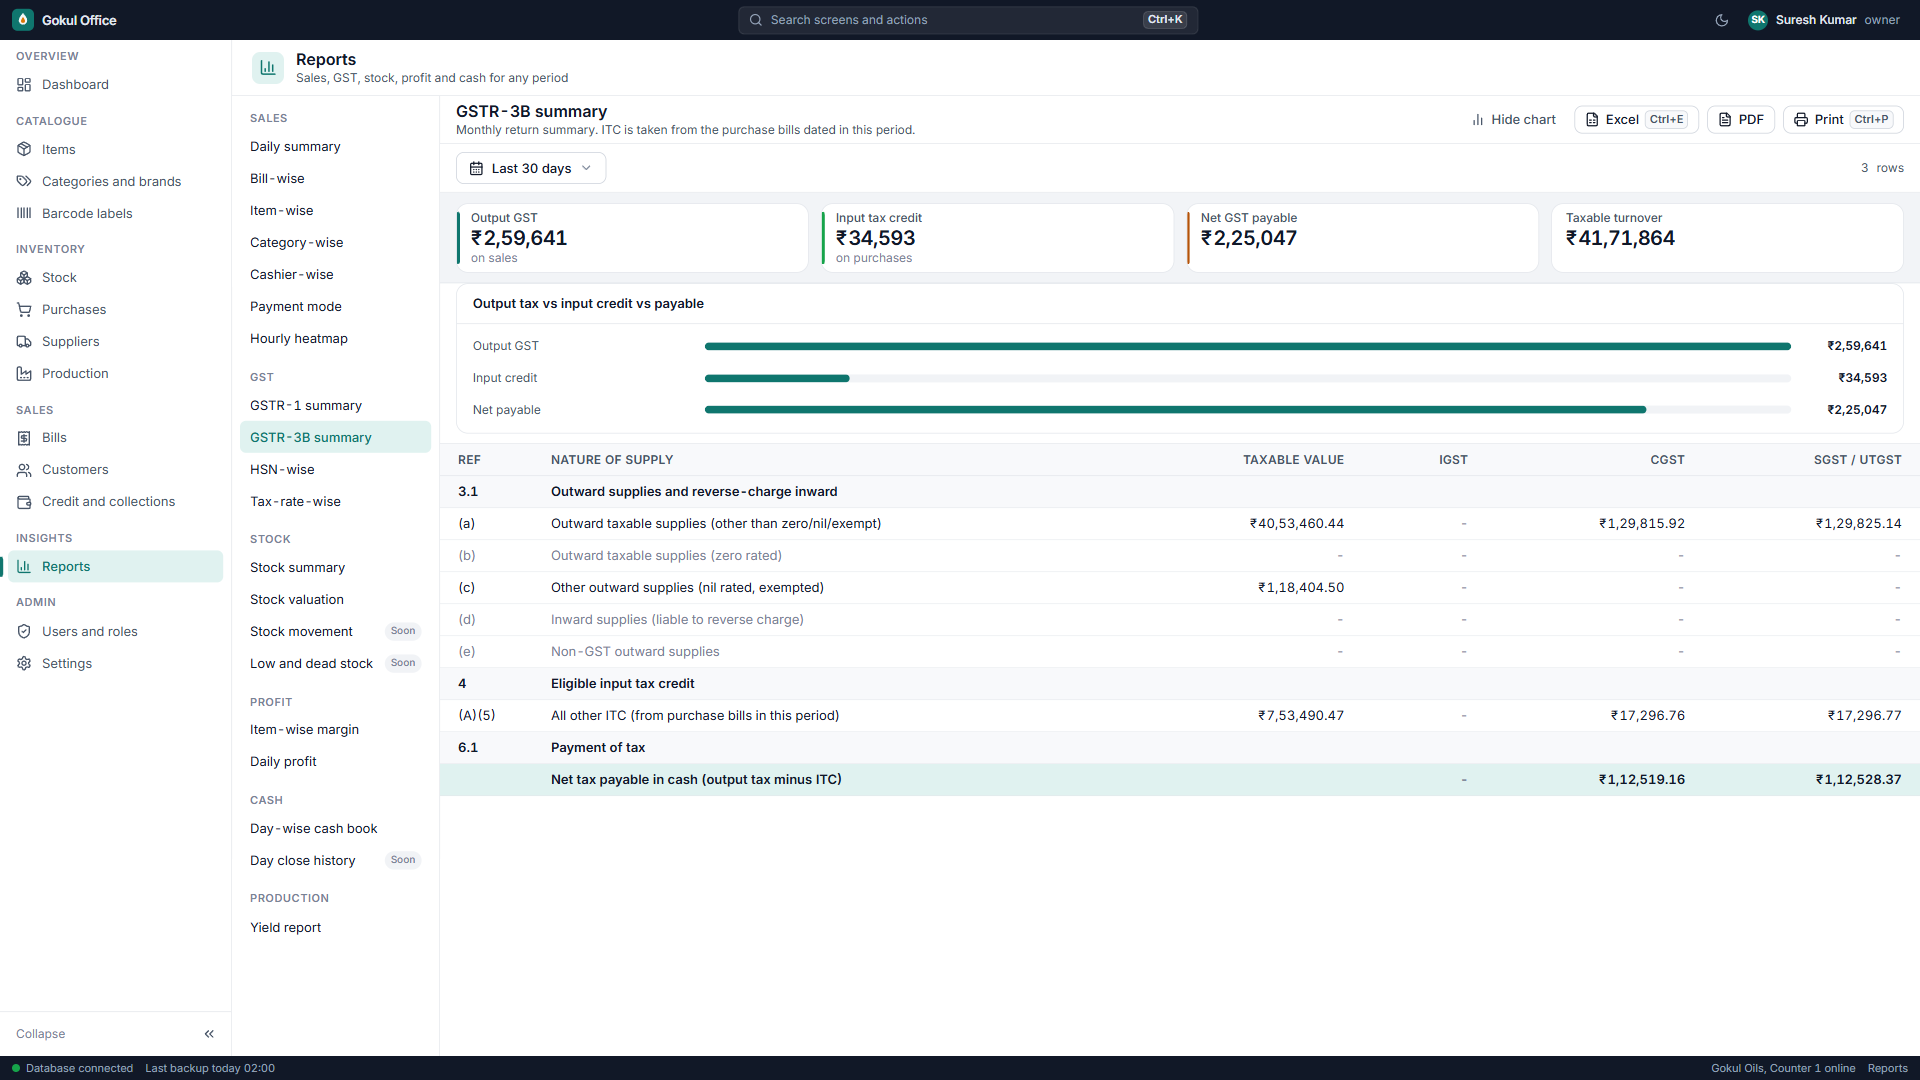 Gokul Office
Search screens and actions
Ctrl+K
SK
Suresh Kumar owner
OVERVIEW
Dashboard
CATALOGUE
Items
Categories and brands
Barcode labels
INVENTORY
Stock
Purchases
Suppliers
Production
SALES
Bills
Customers
Credit and collections
INSIGHTS
Reports
ADMIN
Users and roles
Settings
Collapse
Reports
Sales, GST, stock, profit and cash for any period
SALES
Daily summary
Bill-wise
Item-wise
Category-wise
Cashier-wise
Payment mode
Hourly heatmap
GST
GSTR-1 summary
GSTR-3B summary
HSN-wise
Tax-rate-wise
STOCK
Stock summary
Stock valuation
Stock movement Soon
Low and dead stock Soon
PROFIT
Item-wise margin
Daily profit
CASH
Day-wise cash book
Day close history Soon
PRODUCTION
Yield report
GSTR-3B summary
Monthly return summary. ITC is taken from the purchase bills dated in this period.
Hide chart
Excel Ctrl+E
PDF
Print Ctrl+P
Last 30 days
3 rows
Output GST
₹2,59,641
on sales
Input tax credit
₹34,593
on purchases
Net GST payable
₹2,25,047
Taxable turnover
₹41,71,864
Output tax vs input credit vs payable
Output GST ₹2,59,641
Input credit ₹34,593
Net payable ₹2,25,047
REF NATURE OF SUPPLY TAXABLE VALUE IGST CGST SGST / UTGST
3.1 Outward supplies and reverse-charge inward
(a) Outward taxable supplies (other than zero/nil/exempt) ₹40,53,460.44 - ₹1,29,815.92 ₹1,29,825.14
(b) Outward taxable supplies (zero rated) - - - -
(c) Other outward supplies (nil rated, exempted) ₹1,18,404.50 - - -
(d) Inward supplies (liable to reverse charge) - - - -
(e) Non-GST outward supplies - - - -
4 Eligible input tax credit
(A)(5) All other ITC (from purchase bills in this period) ₹7,53,490.47 - ₹17,296.76 ₹17,296.77
6.1 Payment of tax
Net tax payable in cash (output tax minus ITC) - ₹1,12,519.16 ₹1,12,528.37
Database connected Last backup today 02:00
Gokul Oils, Counter 1 online Reports